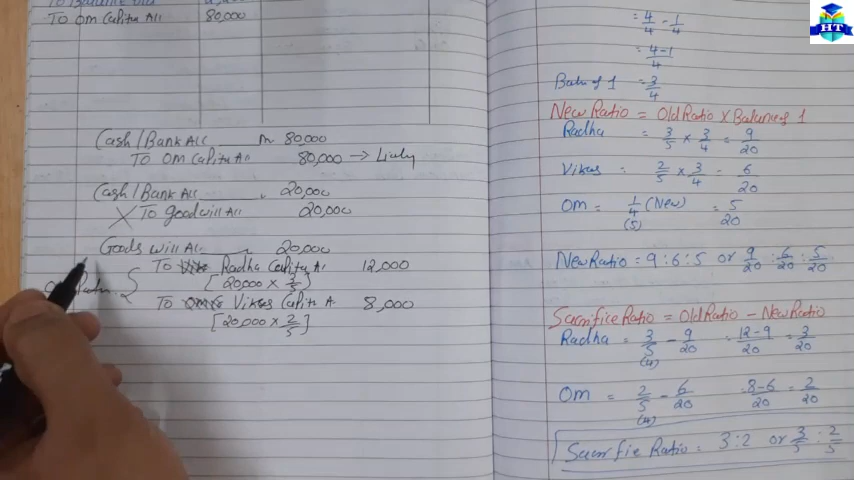 To Om Capital A/c 80,000
Cash/Bank A/c 80,000
To Om Capital A/c 80,000 →
Cash/Bank A/c 20,000
To Goodwill A/c 20,000
Goods will A/c 20,000
To Radha Capital A/c 12,000
[20,000 × 3/5]
To Vikas Capital A 8,000
[20,000 × 2/5]
= 4/4 - 1/4
= 4-1/4
Balance of 1 = 3/4
New Ratio = Old Ratio × Balance of 1
Radha = 3/5 × 3/4 = 9/20
Vikas = 2/5 × 3/4 = 6/20
Om = 1/4 (New) = 5/20
(5)
New Ratio = 9 : 6 : 5 or 9/20 : 6/20 : 5/20
Sacrifice Ratio = Old Ratio - New Ratio
Radha = 3/5 - 9/20 = 12-9/20 = 3/20
(4)
Om = 2/5 - 6/20 = 8-6/20 = 2/20
(4)
Sacrifie Ratio = 3:2 or 3/5 : 2/5
HT